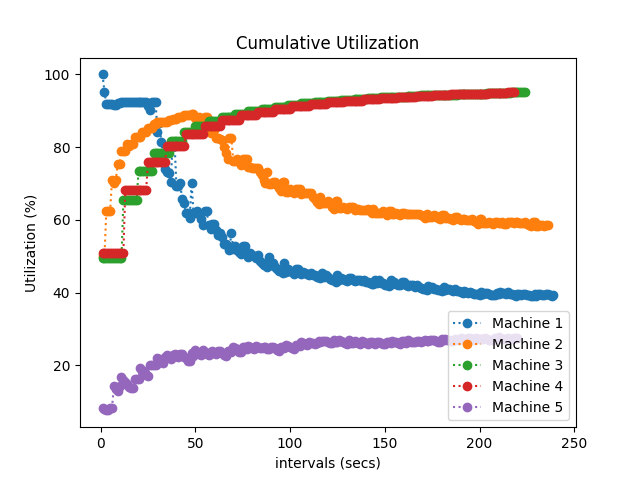 Cumulative Utilization
Utilization (%)
100
80
60
40
20
0
50
100
150
200
250
intervals (secs)
Machine 1
Machine 2
Machine 3
Machine 4
Machine 5